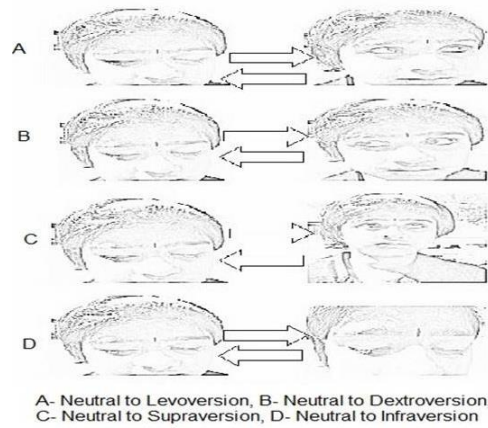 A
B
C
D
A- Neutral to Levoversion, B- Neutral to Dextroversion
C- Neutral to Supraversion, D- Neutral to Infraversion